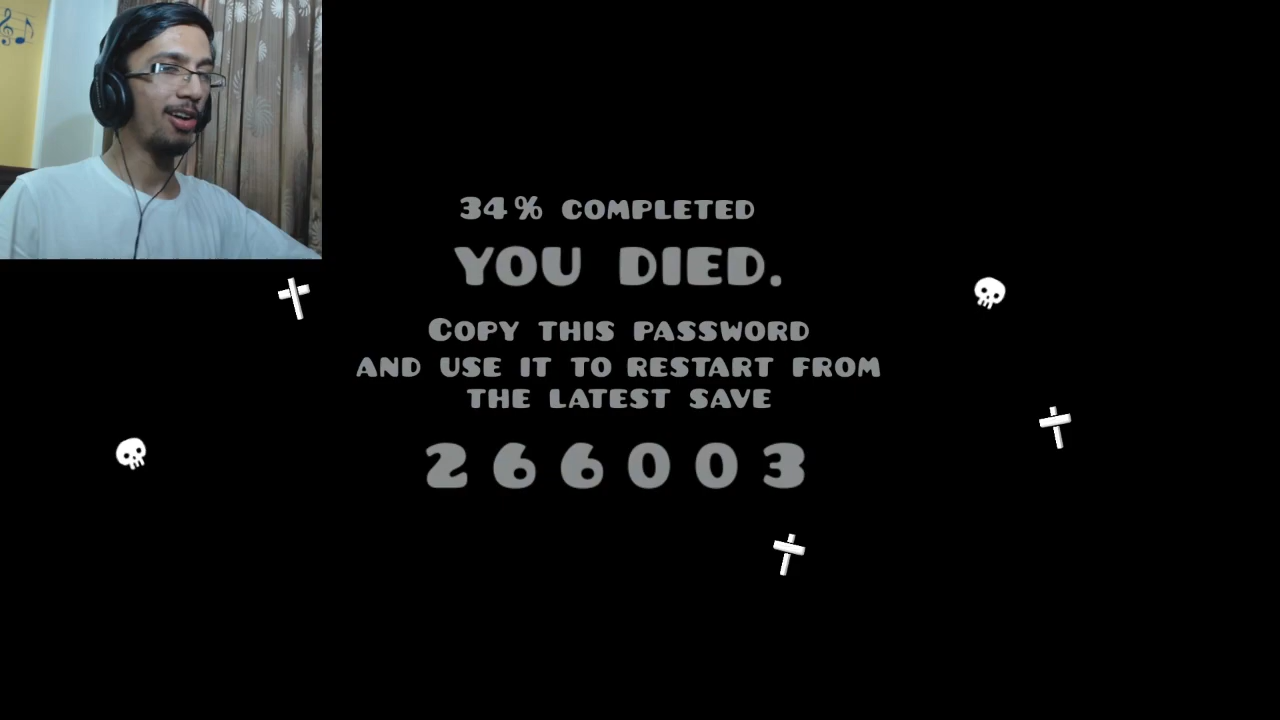 34% COMPLETED
YOU DIED.
COPY THIS PASSWORD
AND USE IT TO RESTART FROM
THE LATEST SAVE
266003